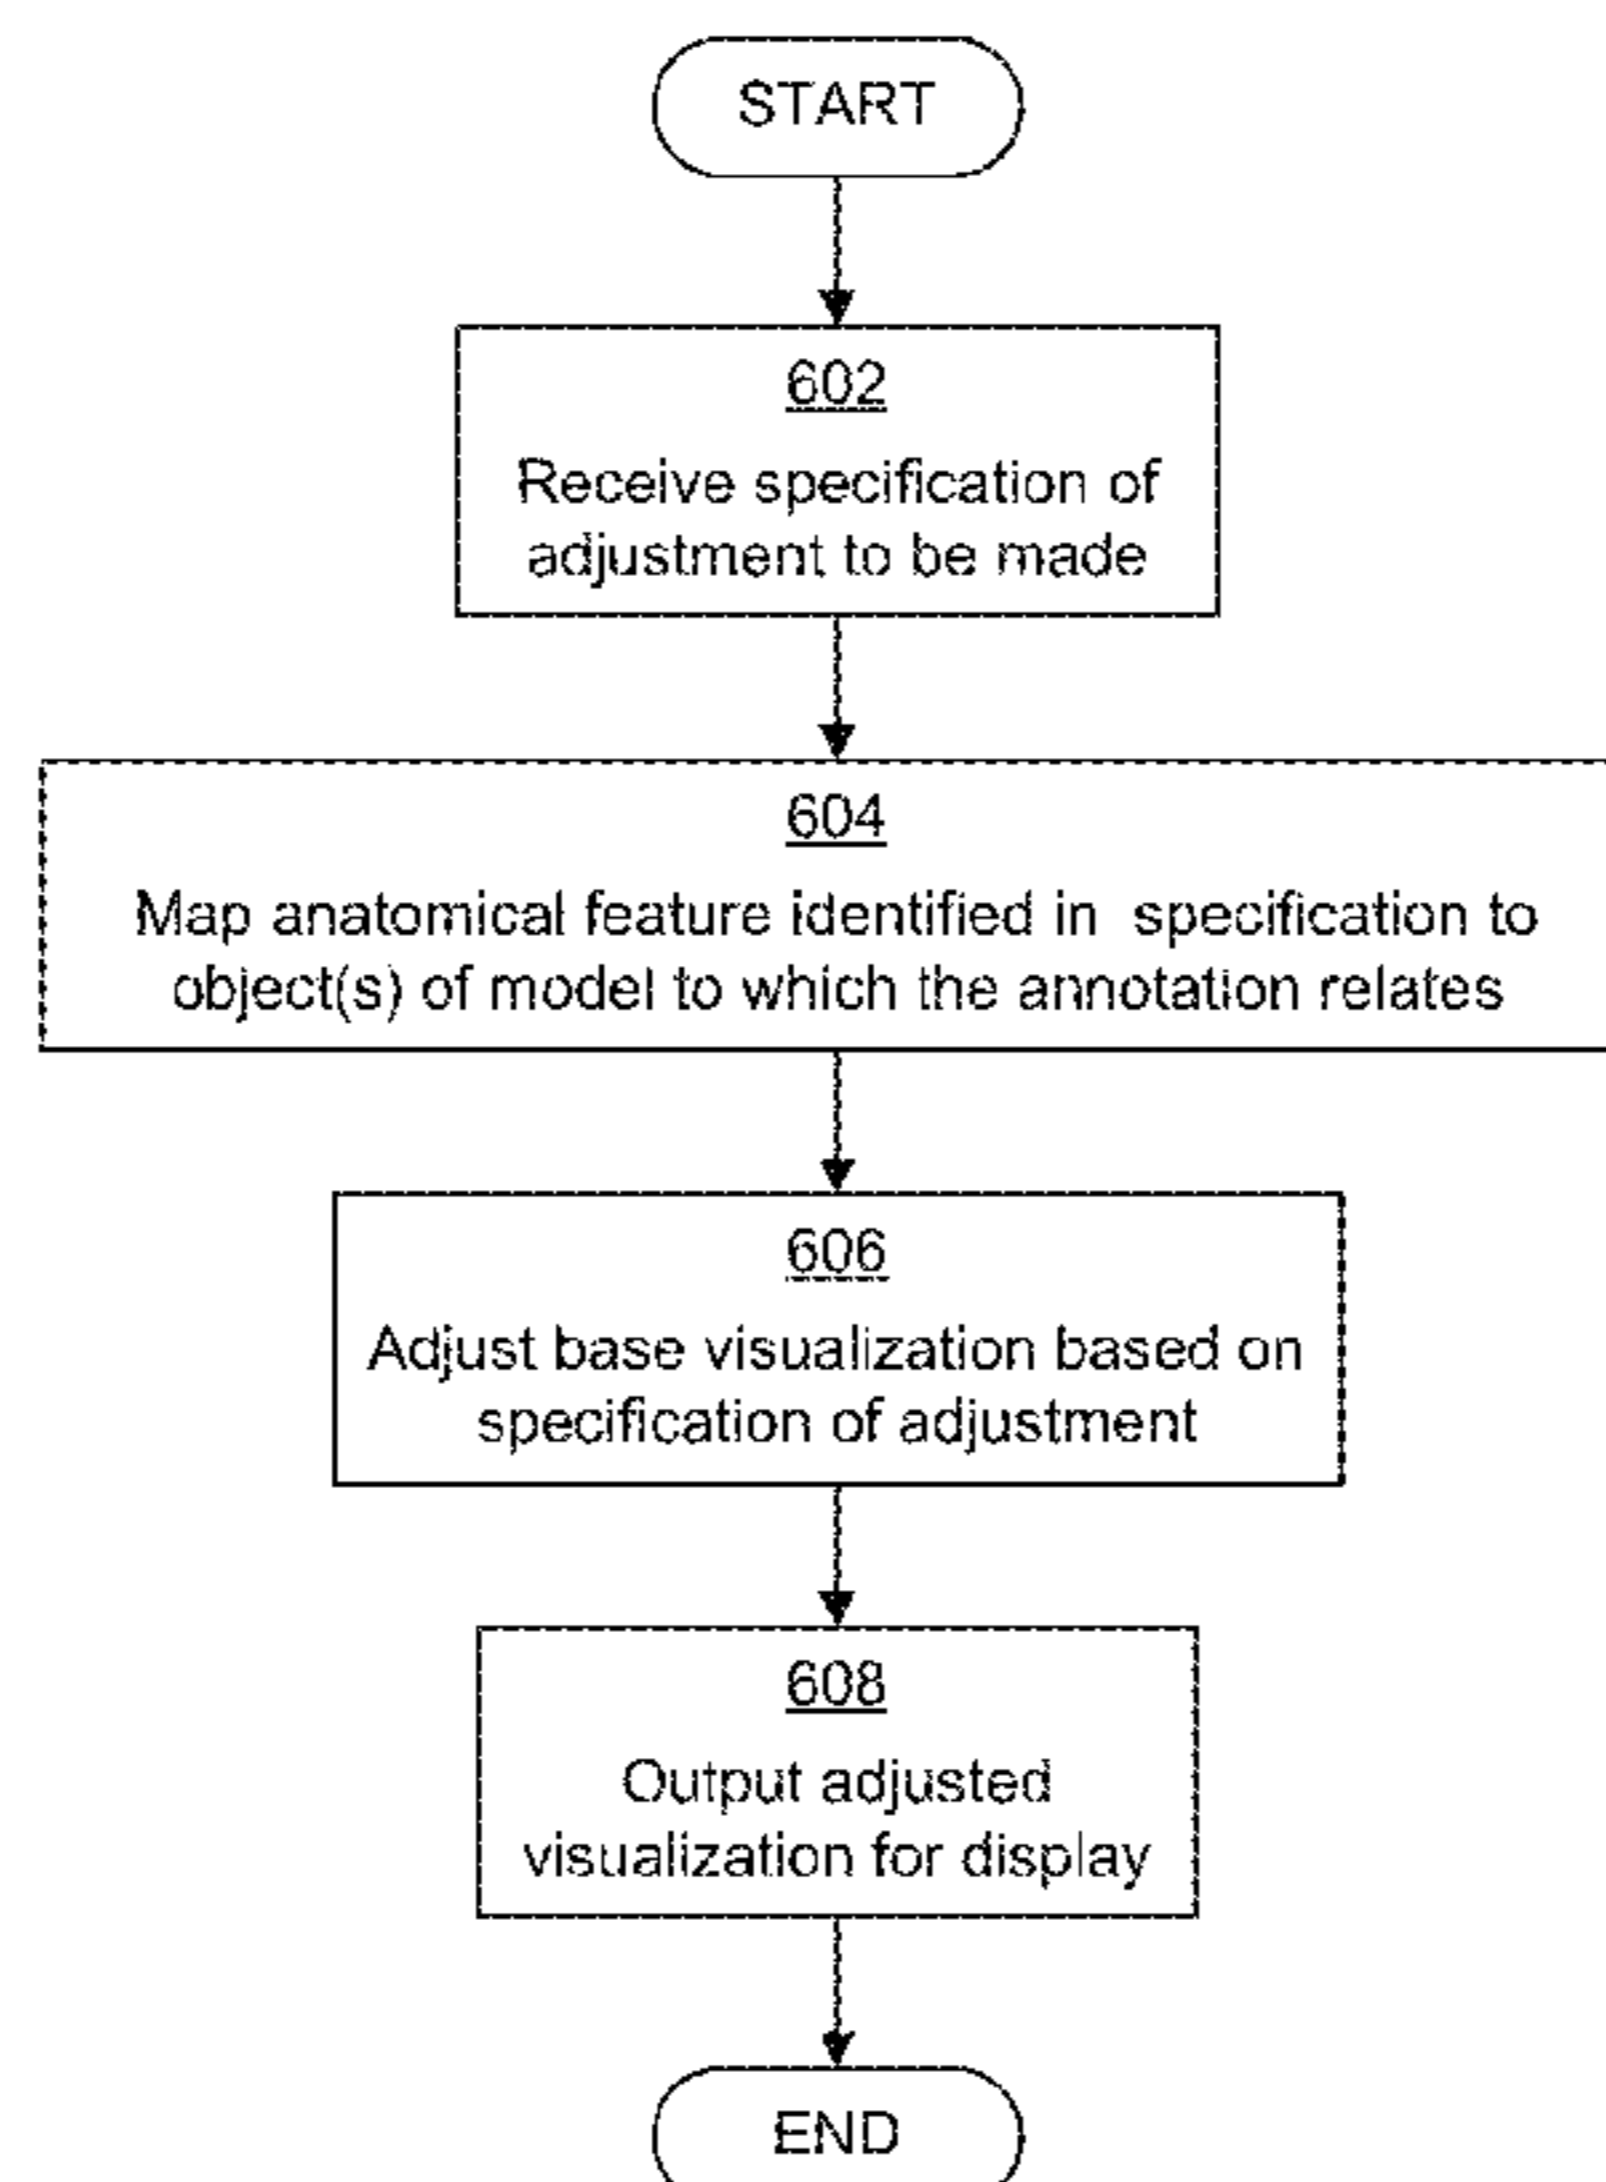 START
602
Receive specification of
adjustment to be made
604
Map anatomical feature identified in specification to
object(s) of model to which the annotation relates
606
Adjust base visualization based on
specification of adjustment
608
Output adjusted
visualization for display
END